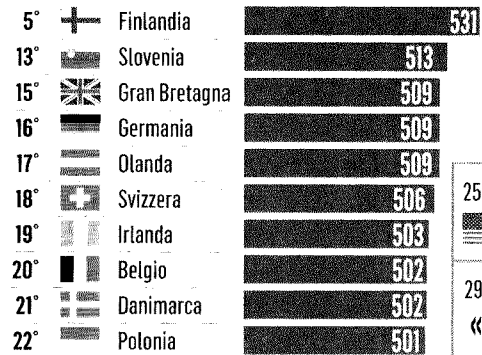 5° Finlandia 531
13° Slovenia 513
15° Gran Bretagna 509
16° Germania 509
17° Olanda 509
18° Svizzera 506
19° Irlanda 503
20° Belgio 502
21° Danimarca 502
22° Polonia 501
25
29
«